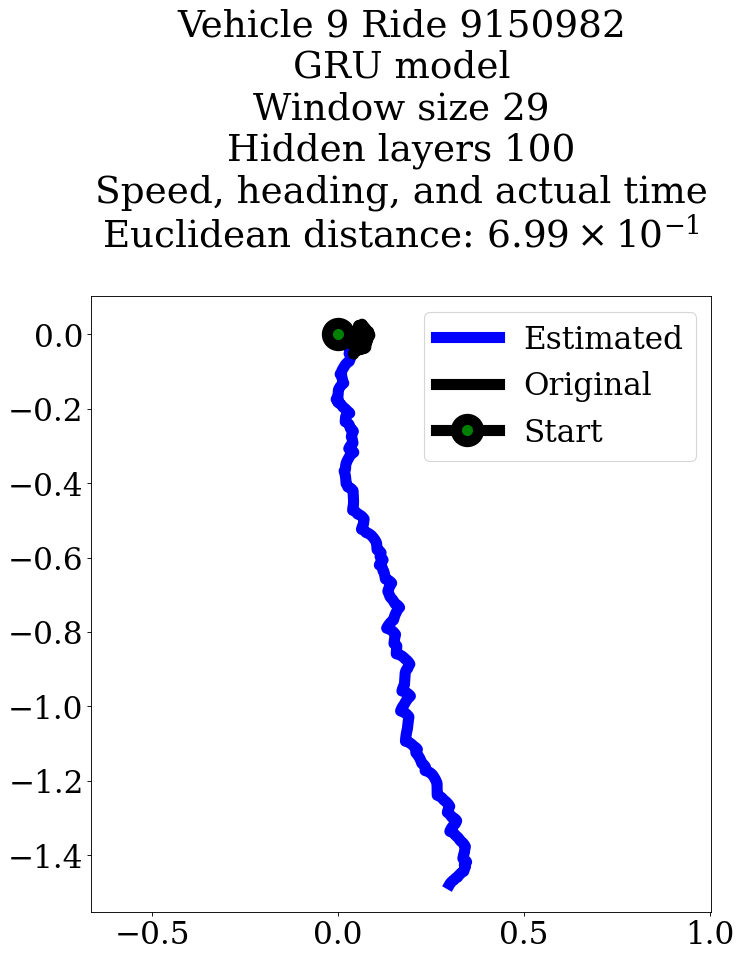 Vehicle 9 Ride 9150982
GRU model
Window size 29
Hidden layers 100
Speed, heading, and actual time
Euclidean distance: 6.99 × 10⁻¹
Estimated
Original
Start
0.0
−0.2
−0.4
−0.6
−0.8
−1.0
−1.2
−1.4
−0.5 0.0 0.5 1.0